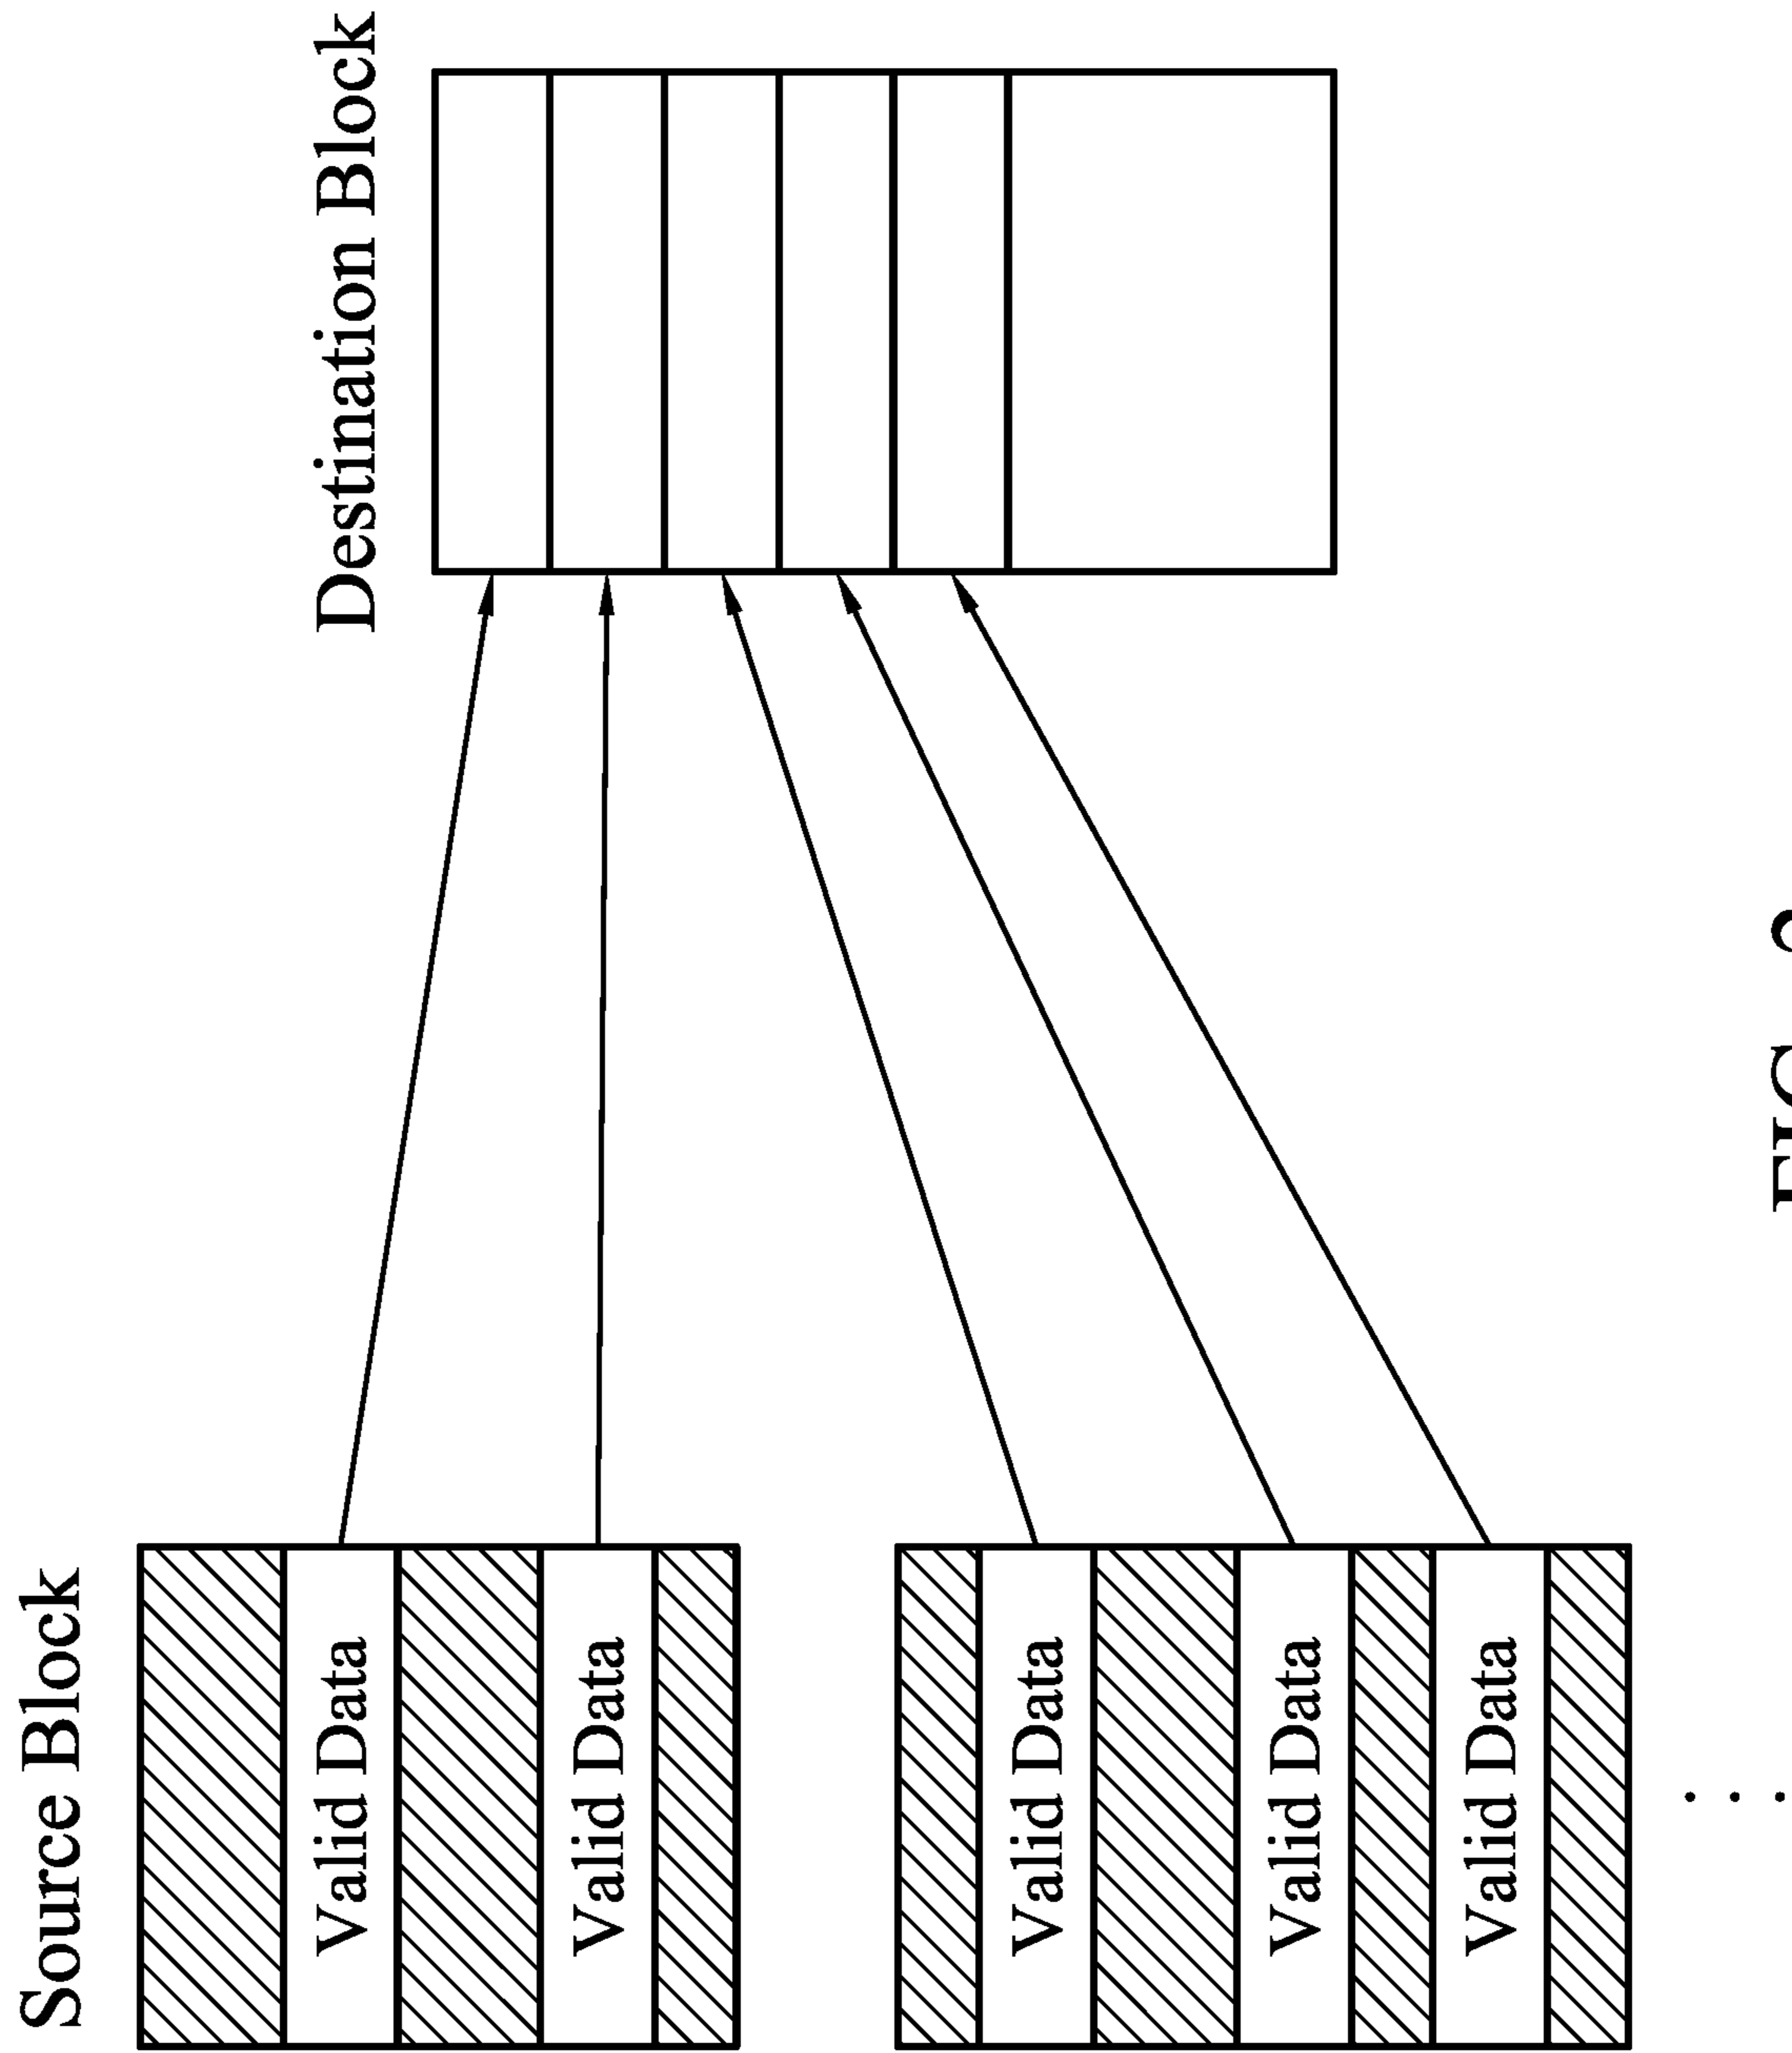 Source Block
Destination Block
Valid Data
Valid Data
Valid Data
Valid Data
Valid Data